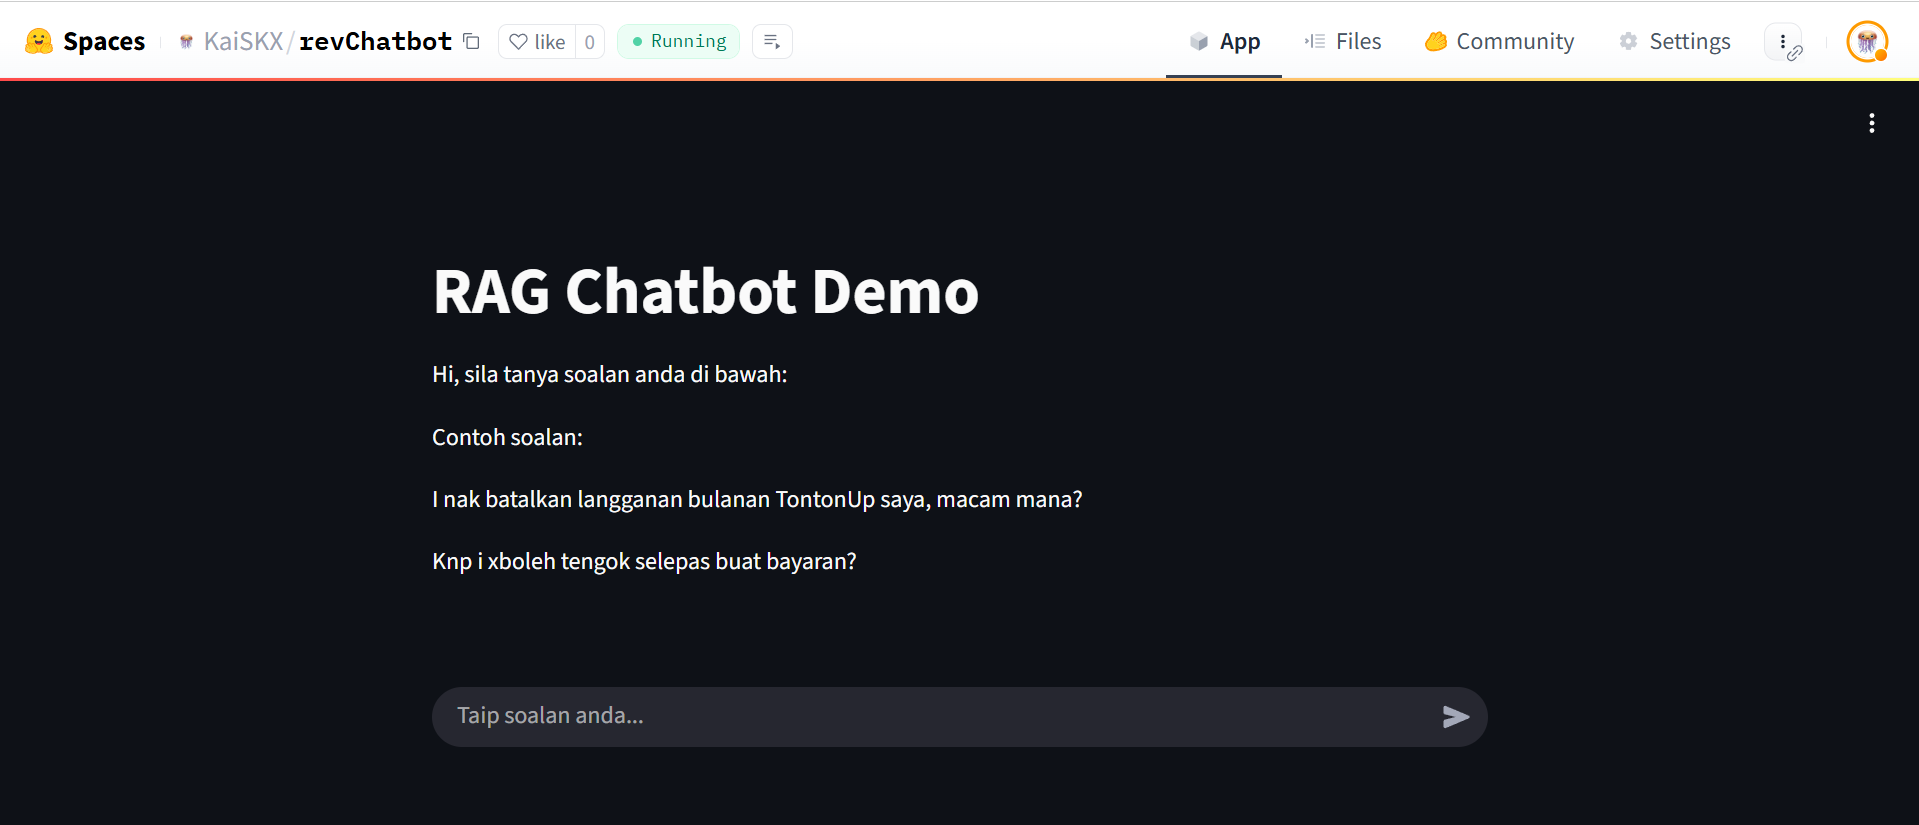 Spaces KaiSKX/revChatbot like 0 Running App Files Community Settings
RAG Chatbot Demo
Hi, sila tanya soalan anda di bawah:
Contoh soalan:
I nak batalkan langganan bulanan TontonUp saya, macam mana?
Knp i xboleh tengok selepas buat bayaran?
Taip soalan anda...